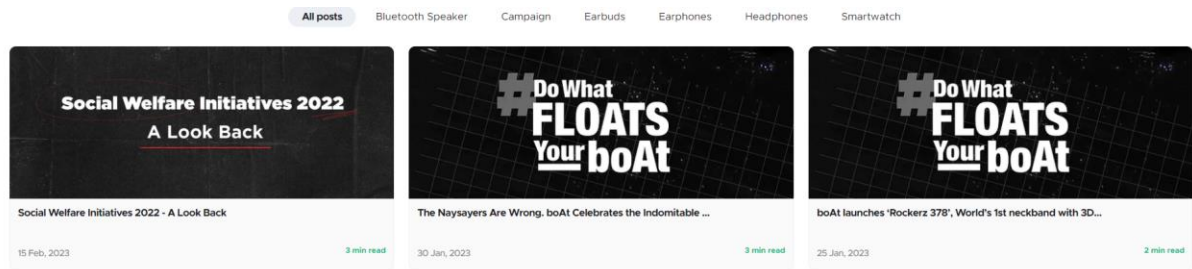 All posts Bluetooth Speaker Campaign Earbuds Earphones Headphones Smartwatch
Social Welfare Initiatives 2022
A Look Back
Social Welfare Initiatives 2022 - A Look Back
15 Feb, 2023 3 min read
#Do What
FLOATS
Your boAt
The Naysayers Are Wrong. boAt Celebrates the Indomitable ...
30 Jan, 2023 3 min read
#Do What
FLOATS
Your boAt
boAt launches ‘Rockerz 378’, World’s 1st neckband with 3D...
25 Jan, 2023 2 min read